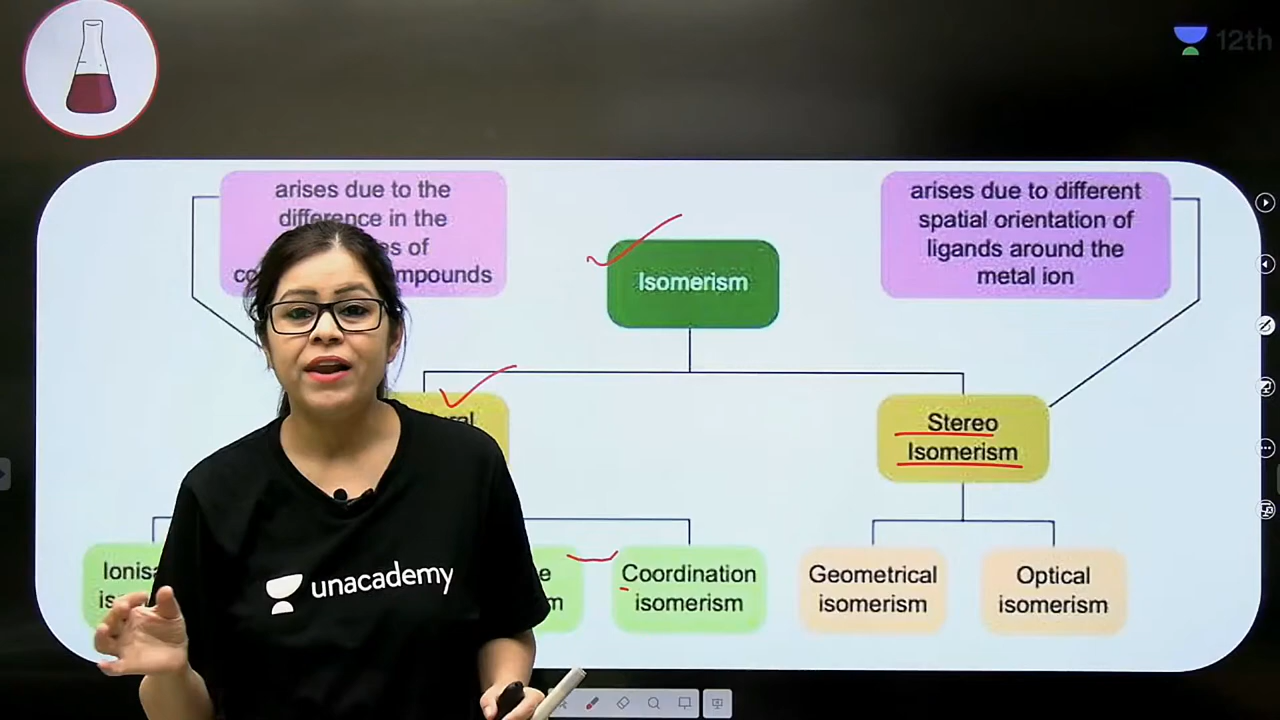 12th
arises due to the
difference in the
of
mpounds
arises due to different
spatial orientation of
ligands around the
metal ion
Isomerism
Stereo
Isomerism
Coordination
isomerism
Geometrical
isomerism
Optical
isomerism
unacademy